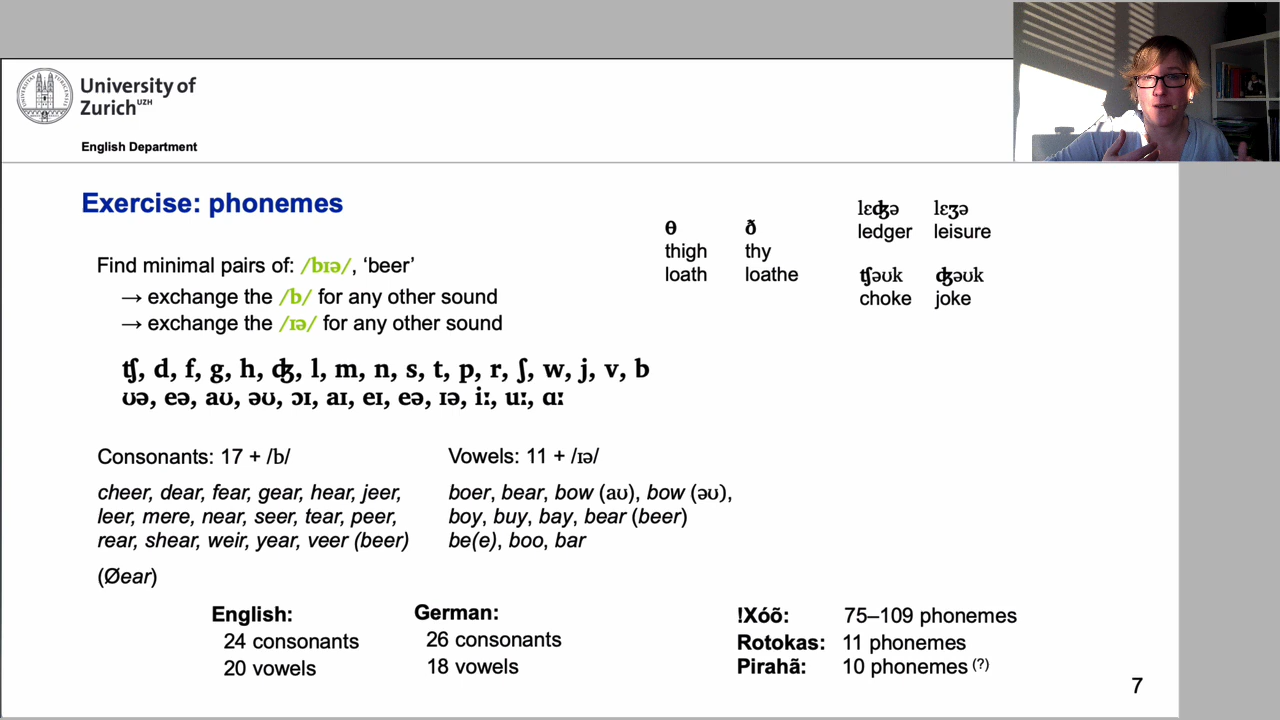 University of
Zurich UZH
English Department
Exercise: phonemes
Find minimal pairs of: /bɪə/, ‘beer’
→ exchange the /b/ for any other sound
→ exchange the /ɪə/ for any other sound
θ ð
thigh thy
loath loathe
lɛʤə lɛʒə
ledger leisure
ʧəʊk ʤəʊk
choke joke
ʧ, d, f, g, h, ʤ, l, m, n, s, t, p, r, ʃ, w, j, v, b
ʊə, eə, aʊ, əʊ, ɔɪ, aɪ, eɪ, eə, ɪə, iː, uː, ɑː
Consonants: 17 + /b/
cheer, dear, fear, gear, hear, jeer,
leer, mere, near, seer, tear, peer,
rear, shear, weir, year, veer (beer)
(Øear)
Vowels: 11 + /ɪə/
boer, bear, bow (aʊ), bow (əʊ),
boy, buy, bay, bear (beer)
be(e), boo, bar
English:
24 consonants
20 vowels
German:
26 consonants
18 vowels
!Xóõ: 75–109 phonemes
Rotokas: 11 phonemes
Pirahã: 10 phonemes (?)
7